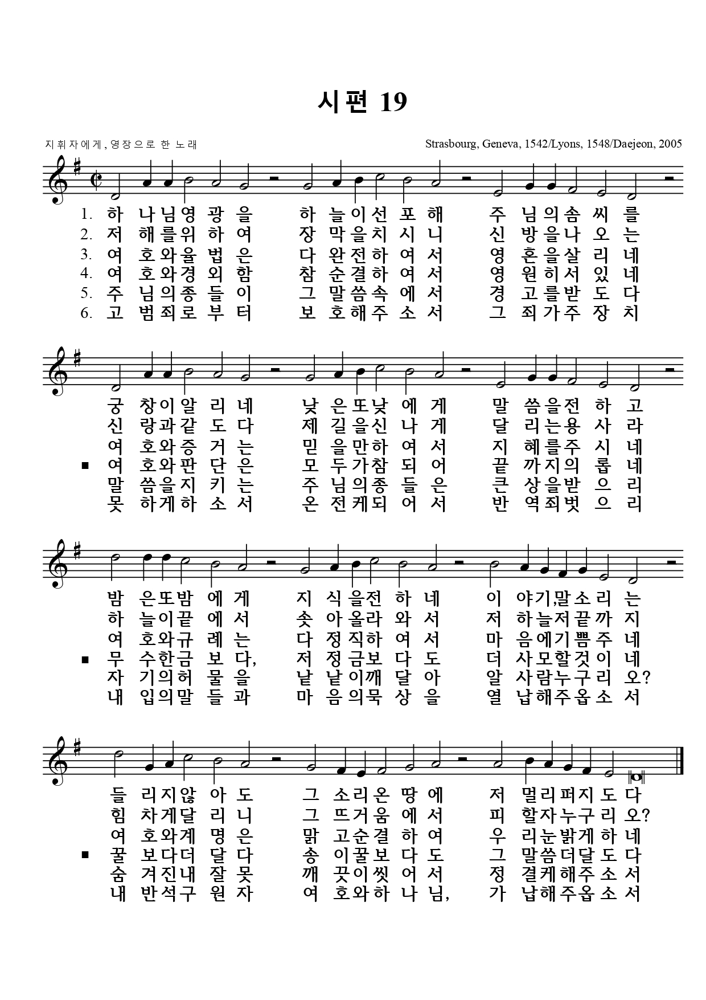 시편 19
지휘자에게, 영장으로 한 노래
Strasbourg, Geneva, 1542/Lyons, 1548/Daejeon, 2005
1. 하 나님영 광 을 하 늘이선 포 해 주 님의솜 씨 를
2. 저 해를위 하 여 장 막을치 시 니 신 방을나 오 는
3. 여 호와율 법 은 다 완전하 여 서 영 혼을살 리 네
4. 여 호와경 외 함 참 순결하 여 서 영 원히서 있 네
5. 주 님의종 들 이 그 말씀속 에 서 경 고를받 도 다
6. 고 범죄로 부 터 보 호해주 소 서 그 죄가주 장 치
궁 창이알 리 네 낮 은또낮 에 게 말 씀을전 하 고
신 랑과같 도 다 제 길을신 나 게 달 리는용 사 라
여 호와증 거 는 믿 을만하 여 서 지 혜를주 시 네
여 호와판 단 은 모 두가참 되 어 끝 까지의 롭 네
말 씀을지 키 는 주 님의종 들 은 큰 상을받 으 리
못 하게하 소 서 온 전케되 어 서 반 역죄벗 으 리
밤 은또밤 에 게 지 식을전 하 네 이 야기,말소리 는
하 늘이끝 에 서 솟 아올라 와 서 저 하늘저끝까 지
여 호와규 례 는 다 정직하 여 서 마 음에기쁨주 네
무 수한금 보 다, 저 정금보 다 도 더 사모할것이 네
자 기의허 물 을 낱 낱이깨 달 아 알 사람누구리 오?
내 입의말 들 과 마 음의묵 상 을 열 납해주옵소 서
들 리지않 아 도 그 소리온 땅 에 저 멀리퍼지도 다
힘 차게달 리 니 그 뜨거움 에 서 피 할자누구리 오?
여 호와계 명 은 맑 고순결 하 여 우 리눈밝게하 네
꿀 보다더 달 다 송 이꿀보 다 도 그 말씀더달도 다
숨 겨진내 잘 못 깨 끗이씻 어 서 정 결케해주소 서
내 반석구 원 자 여 호와하 나 님, 가 납해주옵소 서